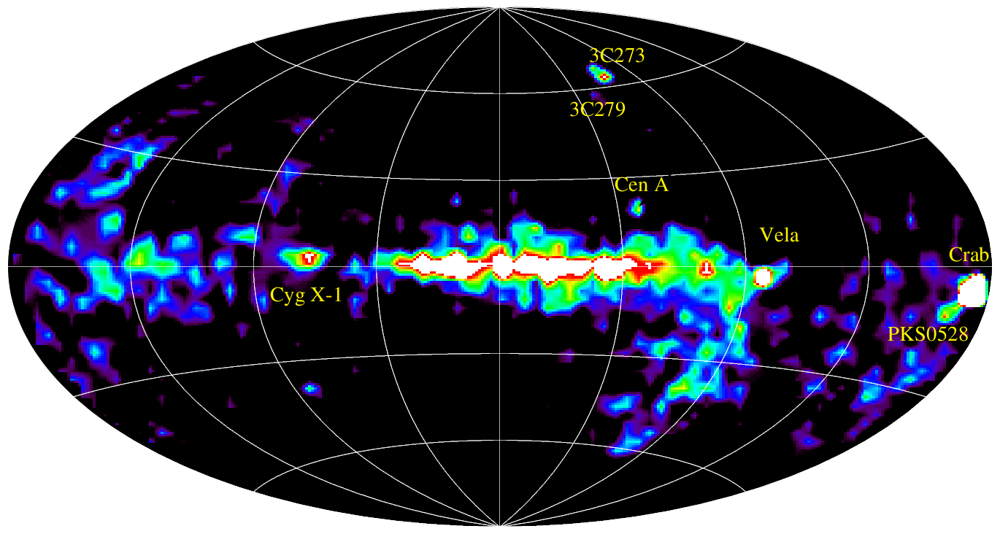 3C273
3C279
Cen A
Vela
Crab
Cyg X-1
PKS0528